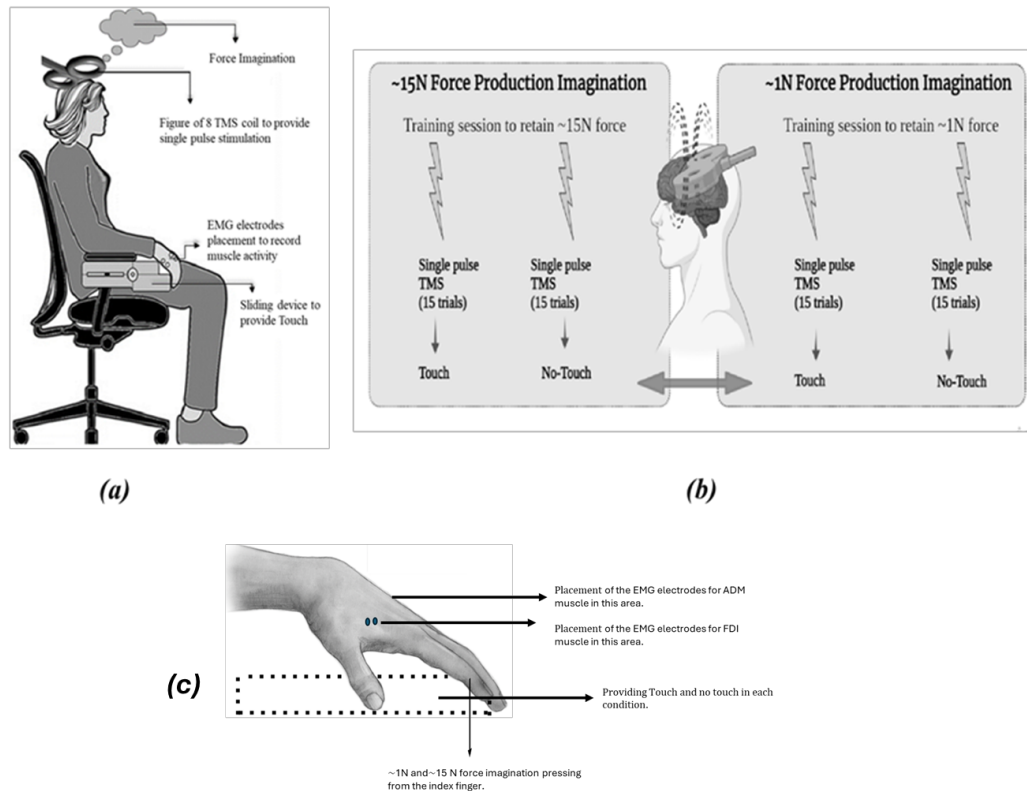 Force Imagination
Figure of 8 TMS coil to provide
single pulse stimulation
EMG electrodes
placement to record
muscle activity
Sliding device to
provide Touch
(a)
~15N Force Production Imagination
Training session to retain ~15N force
Single pulse
TMS
(15 trials)
Touch
Single pulse
TMS
(15 trials)
No-Touch
~1N Force Production Imagination
Training session to retain ~1N force
Single pulse
TMS
(15 trials)
Touch
Single pulse
TMS
(15 trials)
No-Touch
(b)
Placement of the EMG electrodes for ADM
muscle in this area.
Placement of the EMG electrodes for FDI
muscle in this area.
(c)
Providing Touch and no touch in each
condition.
~1N and~15 N force imagination pressing
from the index finger.